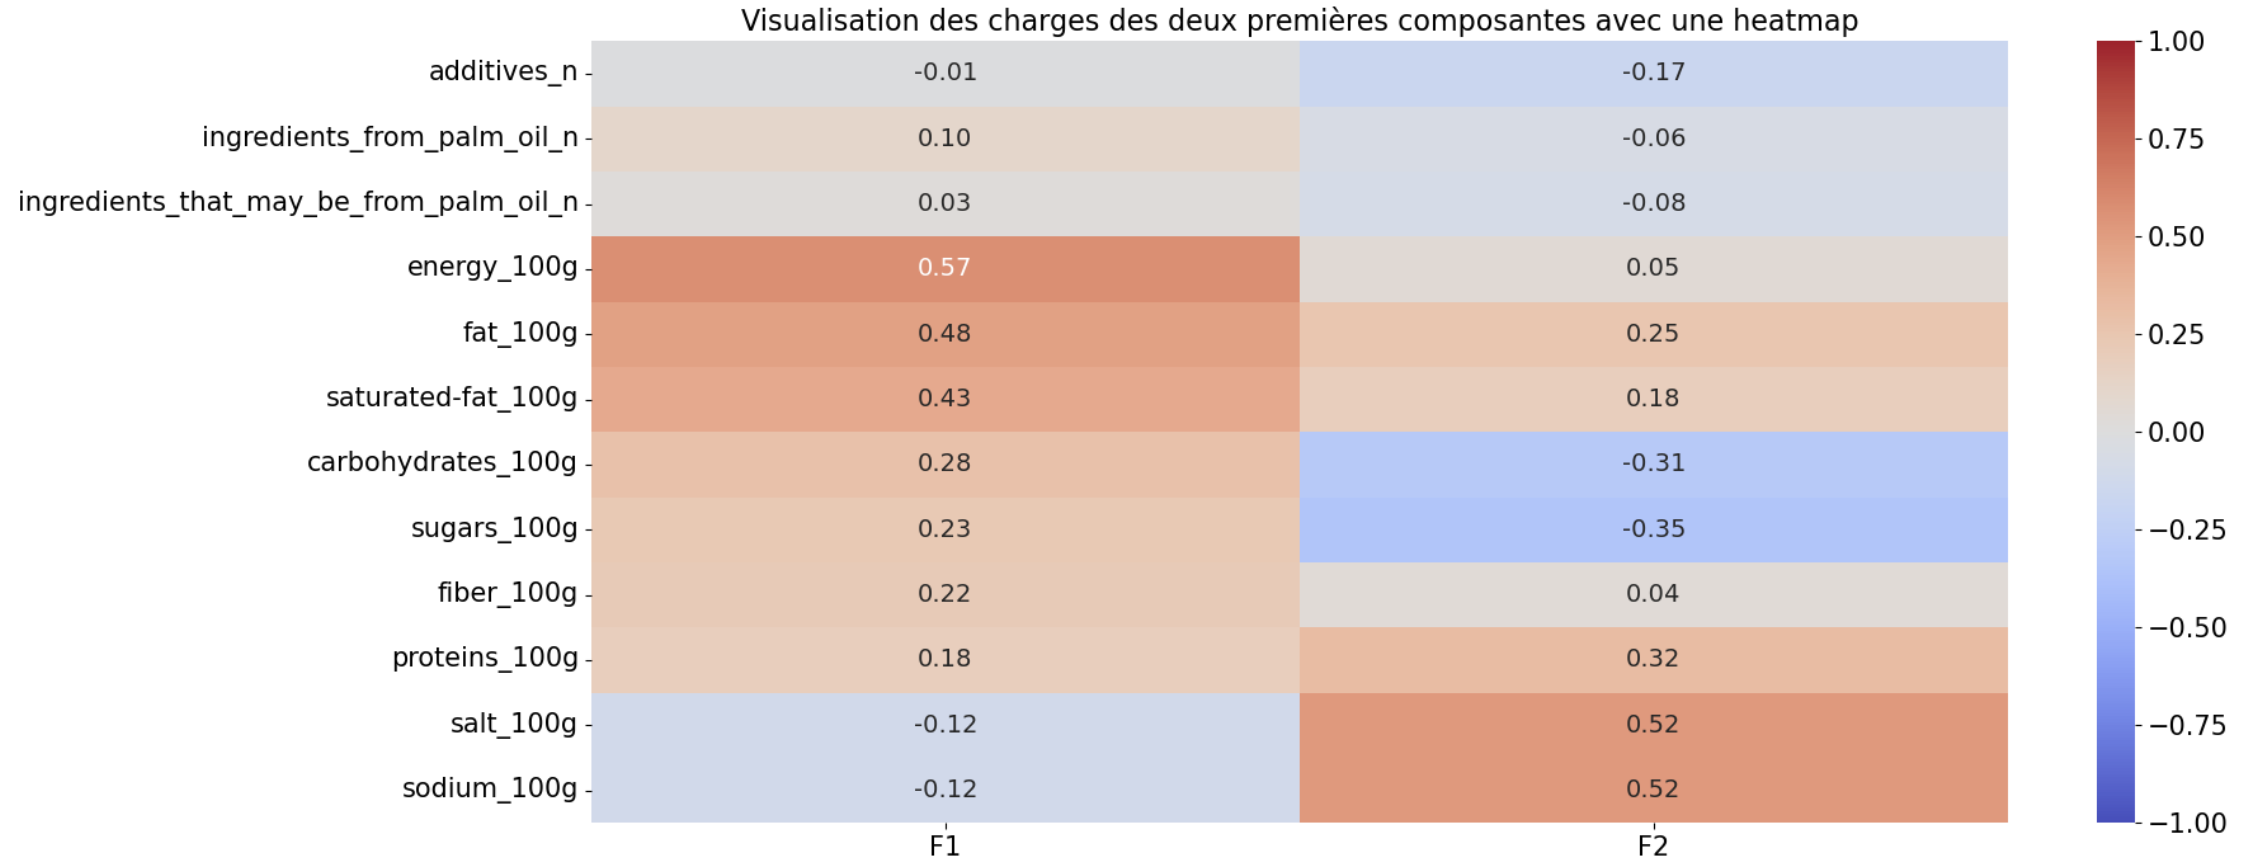 Visualisation des charges des deux premières composantes avec une heatmap
additives_n -0.01 -0.17
ingredients_from_palm_oil_n 0.10 -0.06
ingredients_that_may_be_from_palm_oil_n 0.03 -0.08
energy_100g 0.57 0.05
fat_100g 0.48 0.25
saturated-fat_100g 0.43 0.18
carbohydrates_100g 0.28 -0.31
sugars_100g 0.23 -0.35
fiber_100g 0.22 0.04
proteins_100g 0.18 0.32
salt_100g -0.12 0.52
sodium_100g -0.12 0.52
F1 F2
1.00
0.75
0.50
0.25
0.00
−0.25
−0.50
−0.75
−1.00